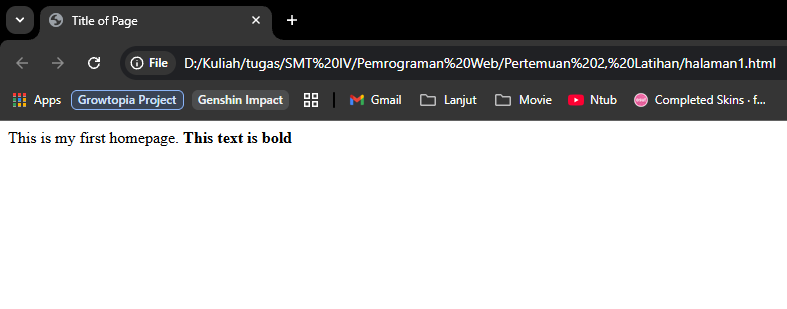 Title of Page
File D:/Kuliah/tugas/SMT%20IV/Pemrograman%20Web/Pertemuan%202,%20Latihan/halaman1.html
Apps Growtopia Project Genshin Impact Gmail Lanjut Movie Ntub Completed Skins · f...
This is my first homepage. This text is bold